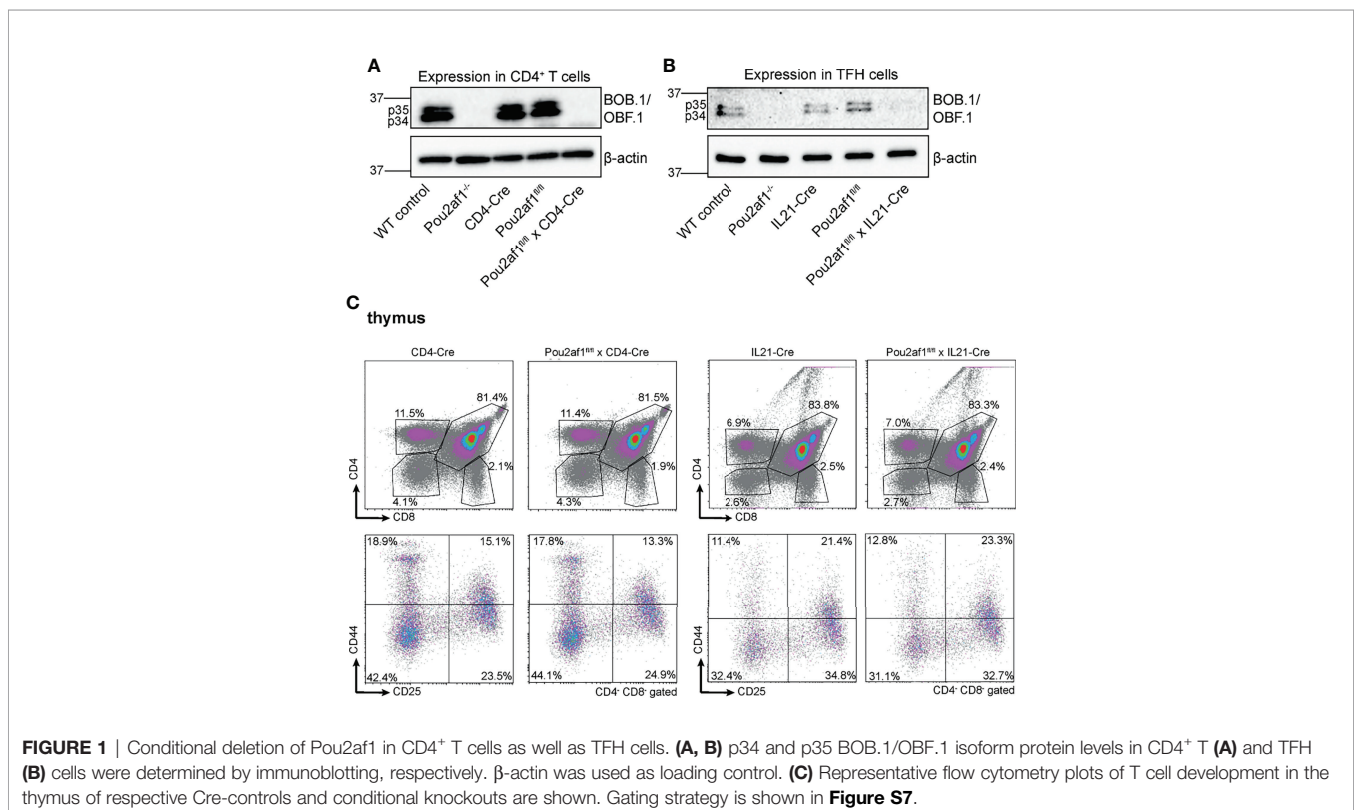 A
Expression in CD4⁺ T cells
37
p35
p34
BOB.1/
OBF.1
β-actin
37
WT control
Pou2af1⁻/⁻
CD4-Cre
Pou2af1ᶠˡ/ᶠˡ
Pou2af1ᶠˡ/ᶠˡ x CD4-Cre
B
Expression in TFH cells
37
p35
p34
BOB.1/
OBF.1
β-actin
37
WT control
Pou2af1⁻/⁻
IL21-Cre
Pou2af1ᶠˡ/ᶠˡ
Pou2af1ᶠˡ/ᶠˡ x IL21-Cre
C
thymus
CD4-Cre
81.4%
11.5%
2.1%
4.1%
CD4
CD8
Pou2af1ᶠˡ/ᶠˡ x CD4-Cre
81.5%
11.4%
1.9%
4.3%
IL21-Cre
83.8%
6.9%
2.5%
2.6%
CD4
CD8
Pou2af1ᶠˡ/ᶠˡ x IL21-Cre
83.3%
7.0%
2.4%
2.7%
18.9% 15.1%
42.4% 23.5%
CD44
CD25
17.8% 13.3%
44.1% 24.9%
CD4⁻ CD8⁻ gated
11.4% 21.4%
32.4% 34.8%
CD44
CD25
12.8% 23.3%
31.1% 32.7%
CD4⁻ CD8⁻ gated
FIGURE 1 | Conditional deletion of Pou2af1 in CD4⁺ T cells as well as TFH cells. (A, B) p34 and p35 BOB.1/OBF.1 isoform protein levels in CD4⁺ T (A) and TFH
(B) cells were determined by immunoblotting, respectively. β-actin was used as loading control. (C) Representative flow cytometry plots of T cell development in the
thymus of respective Cre-controls and conditional knockouts are shown. Gating strategy is shown in Figure S7.